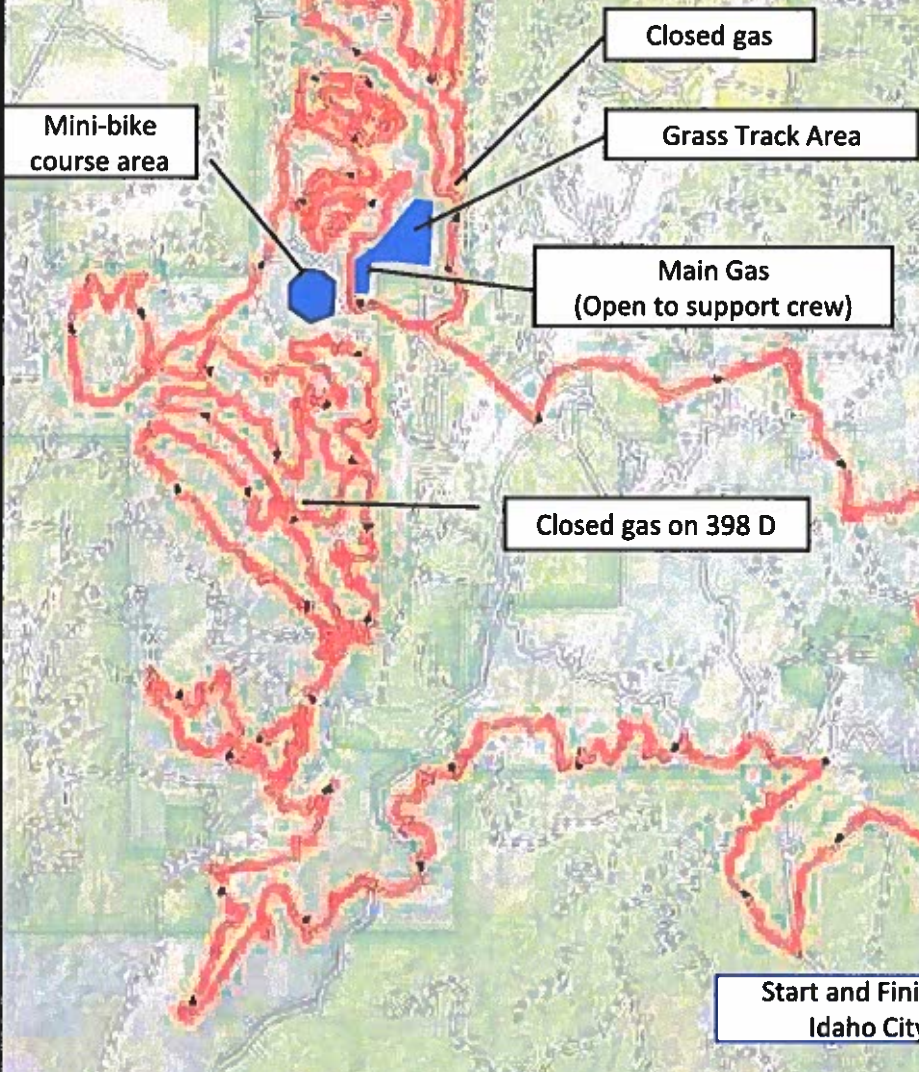 Closed gas
Mini-bike
course area
Grass Track Area
Main Gas
(Open to support crew)
Closed gas on 398 D
Start and Fini
Idaho City